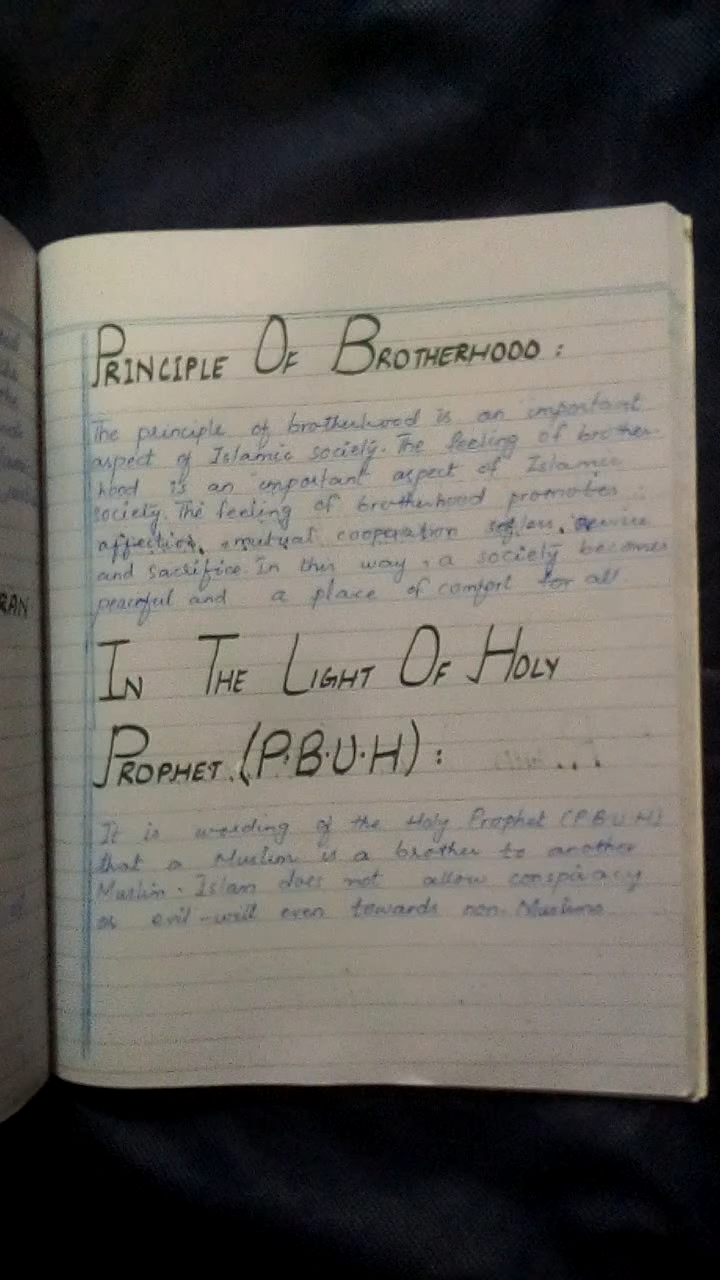 PRINCIPLE OF BROTHERHOOD :
The principle of brotherhood is an important
aspect of Islamic society. The feeling of brother-
hood is an important aspect of Islamic
society. The feeling of brotherhood promotes
affection, mutual cooperation selfless, service
and sacrifice. In this way, a society becomes
peaceful and a place of comfort for all
IN THE LIGHT OF HOLY
PROPHET (P.B.U.H) :
It is wording of the Holy Prophet (P.B.U.H)
that a Muslim is a brother to another
Muslim. Islam does not allow conspiracy
or evil-will even towards non-Muslims
RAN
of